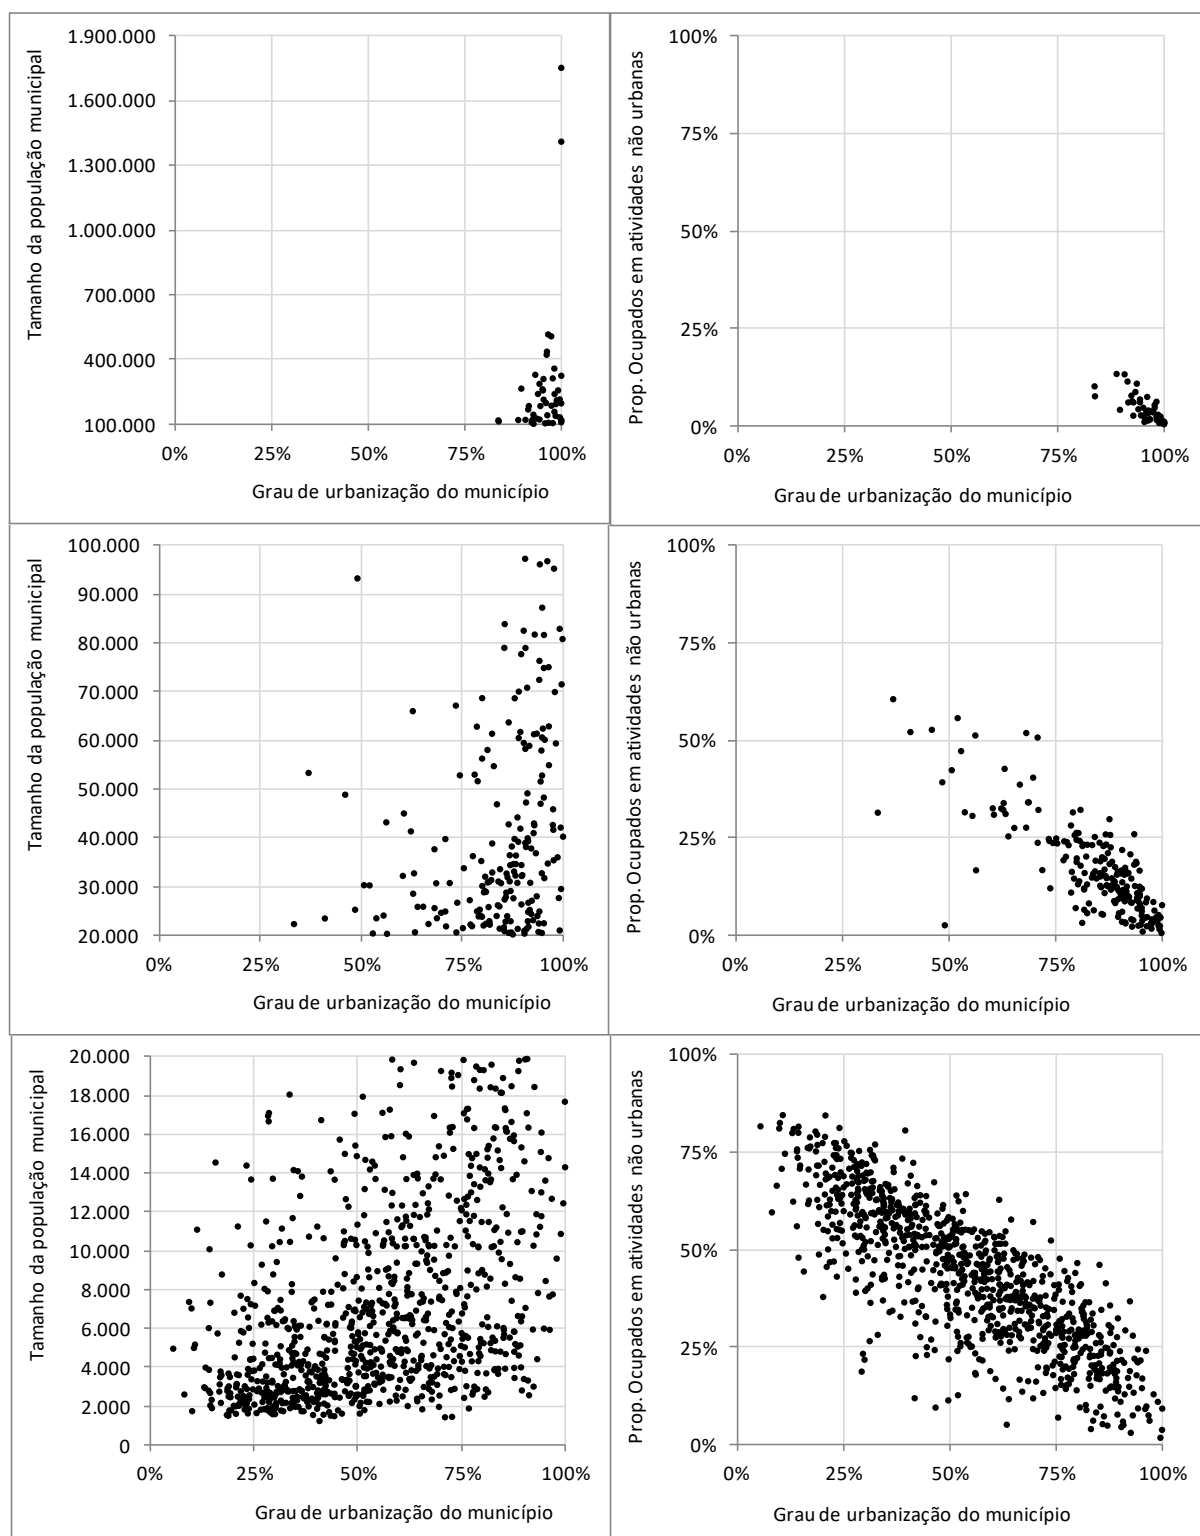 Tamanho da população municipal
1.900.000
1.600.000
1.300.000
1.000.000
700.000
400.000
100.000
0% 25% 50% 75% 100%
Grau de urbanização do município
Prop. Ocupados em atividades não urbanas
100%
75%
50%
25%
0%
0% 25% 50% 75% 100%
Grau de urbanização do município
Tamanho da população municipal
100.000
90.000
80.000
70.000
60.000
50.000
40.000
30.000
20.000
0% 25% 50% 75% 100%
Grau de urbanização do município
Prop. Ocupados em atividades não urbanas
100%
75%
50%
25%
0%
0% 25% 50% 75% 100%
Grau de urbanização do município
Tamanho da população municipal
20.000
18.000
16.000
14.000
12.000
10.000
8.000
6.000
4.000
2.000
0
0% 25% 50% 75% 100%
Grau de urbanização do município
Prop. Ocupados em atividades não urbanas
100%
75%
50%
25%
0%
0% 25% 50% 75% 100%
Grau de urbanização do município